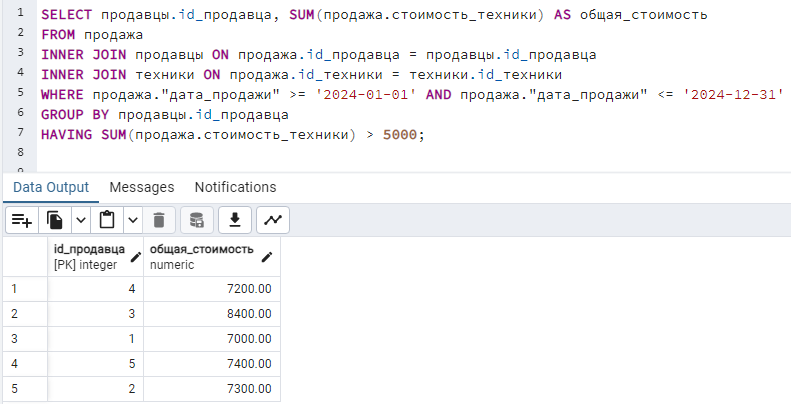 1 SELECT продавцы.id_продавца, SUM(продажа.стоимость_техники) AS общая_стоимость
2 FROM продажа
3 INNER JOIN продавцы ON продажа.id_продавца = продавцы.id_продавца
4 INNER JOIN техники ON продажа.id_техники = техники.id_техники
5 WHERE продажа."дата_продажи" >= '2024-01-01' AND продажа."дата_продажи" <= '2024-12-31'
6 GROUP BY продавцы.id_продавца
7 HAVING SUM(продажа.стоимость_техники) > 5000;
8
9
Data Output Messages Notifications
id_продавца общая_стоимость
[PK] integer numeric
1 4 7200.00
2 3 8400.00
3 1 7000.00
4 5 7400.00
5 2 7300.00